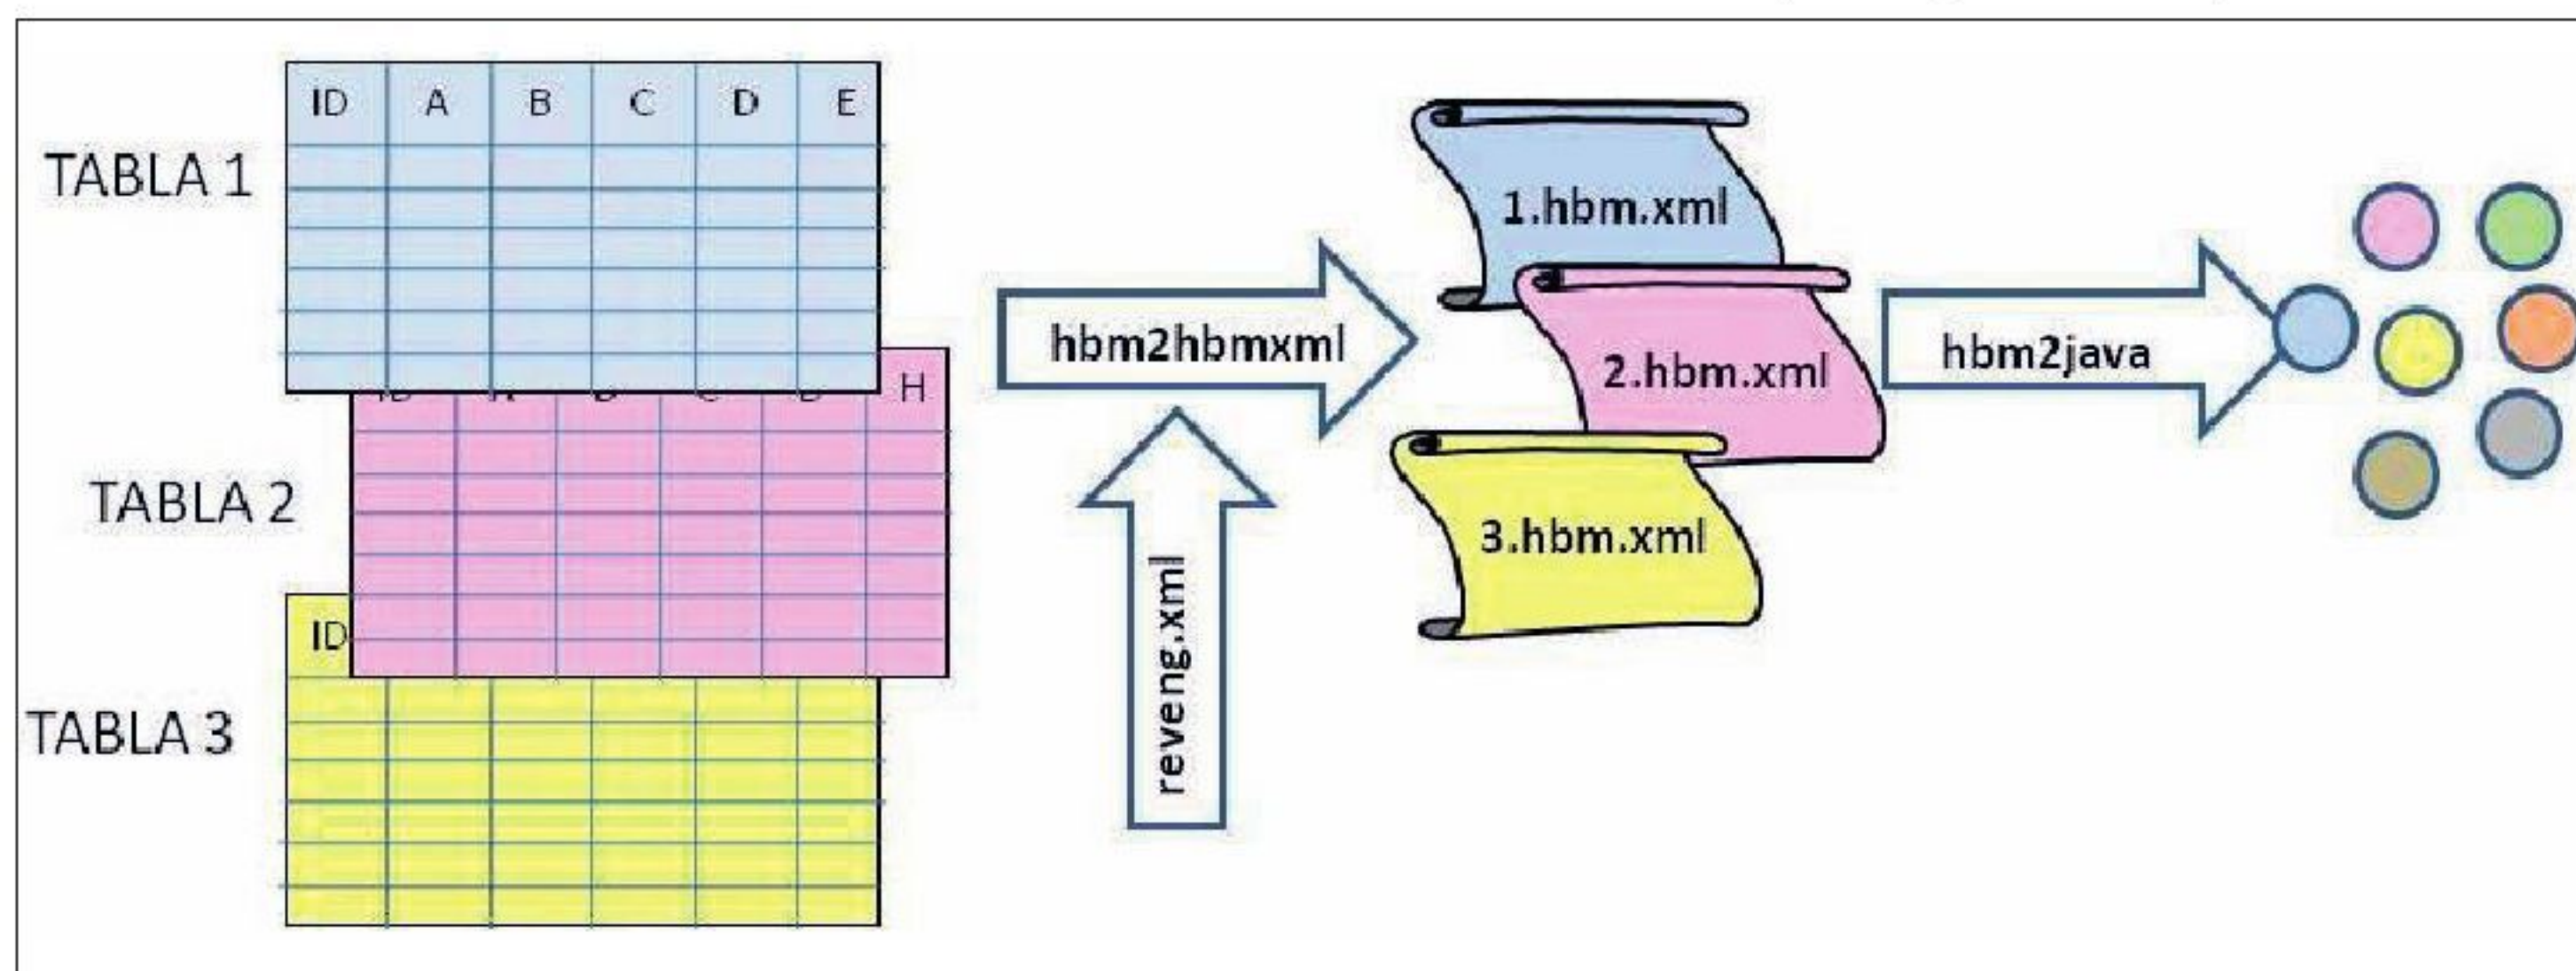 ID A B C D E
TABLA 1
H
TABLA 2
ID
TABLA 3
hbm2hbmxml
reveng.xml
1.hbm.xml
2.hbm.xml
3.hbm.xml
hbm2java